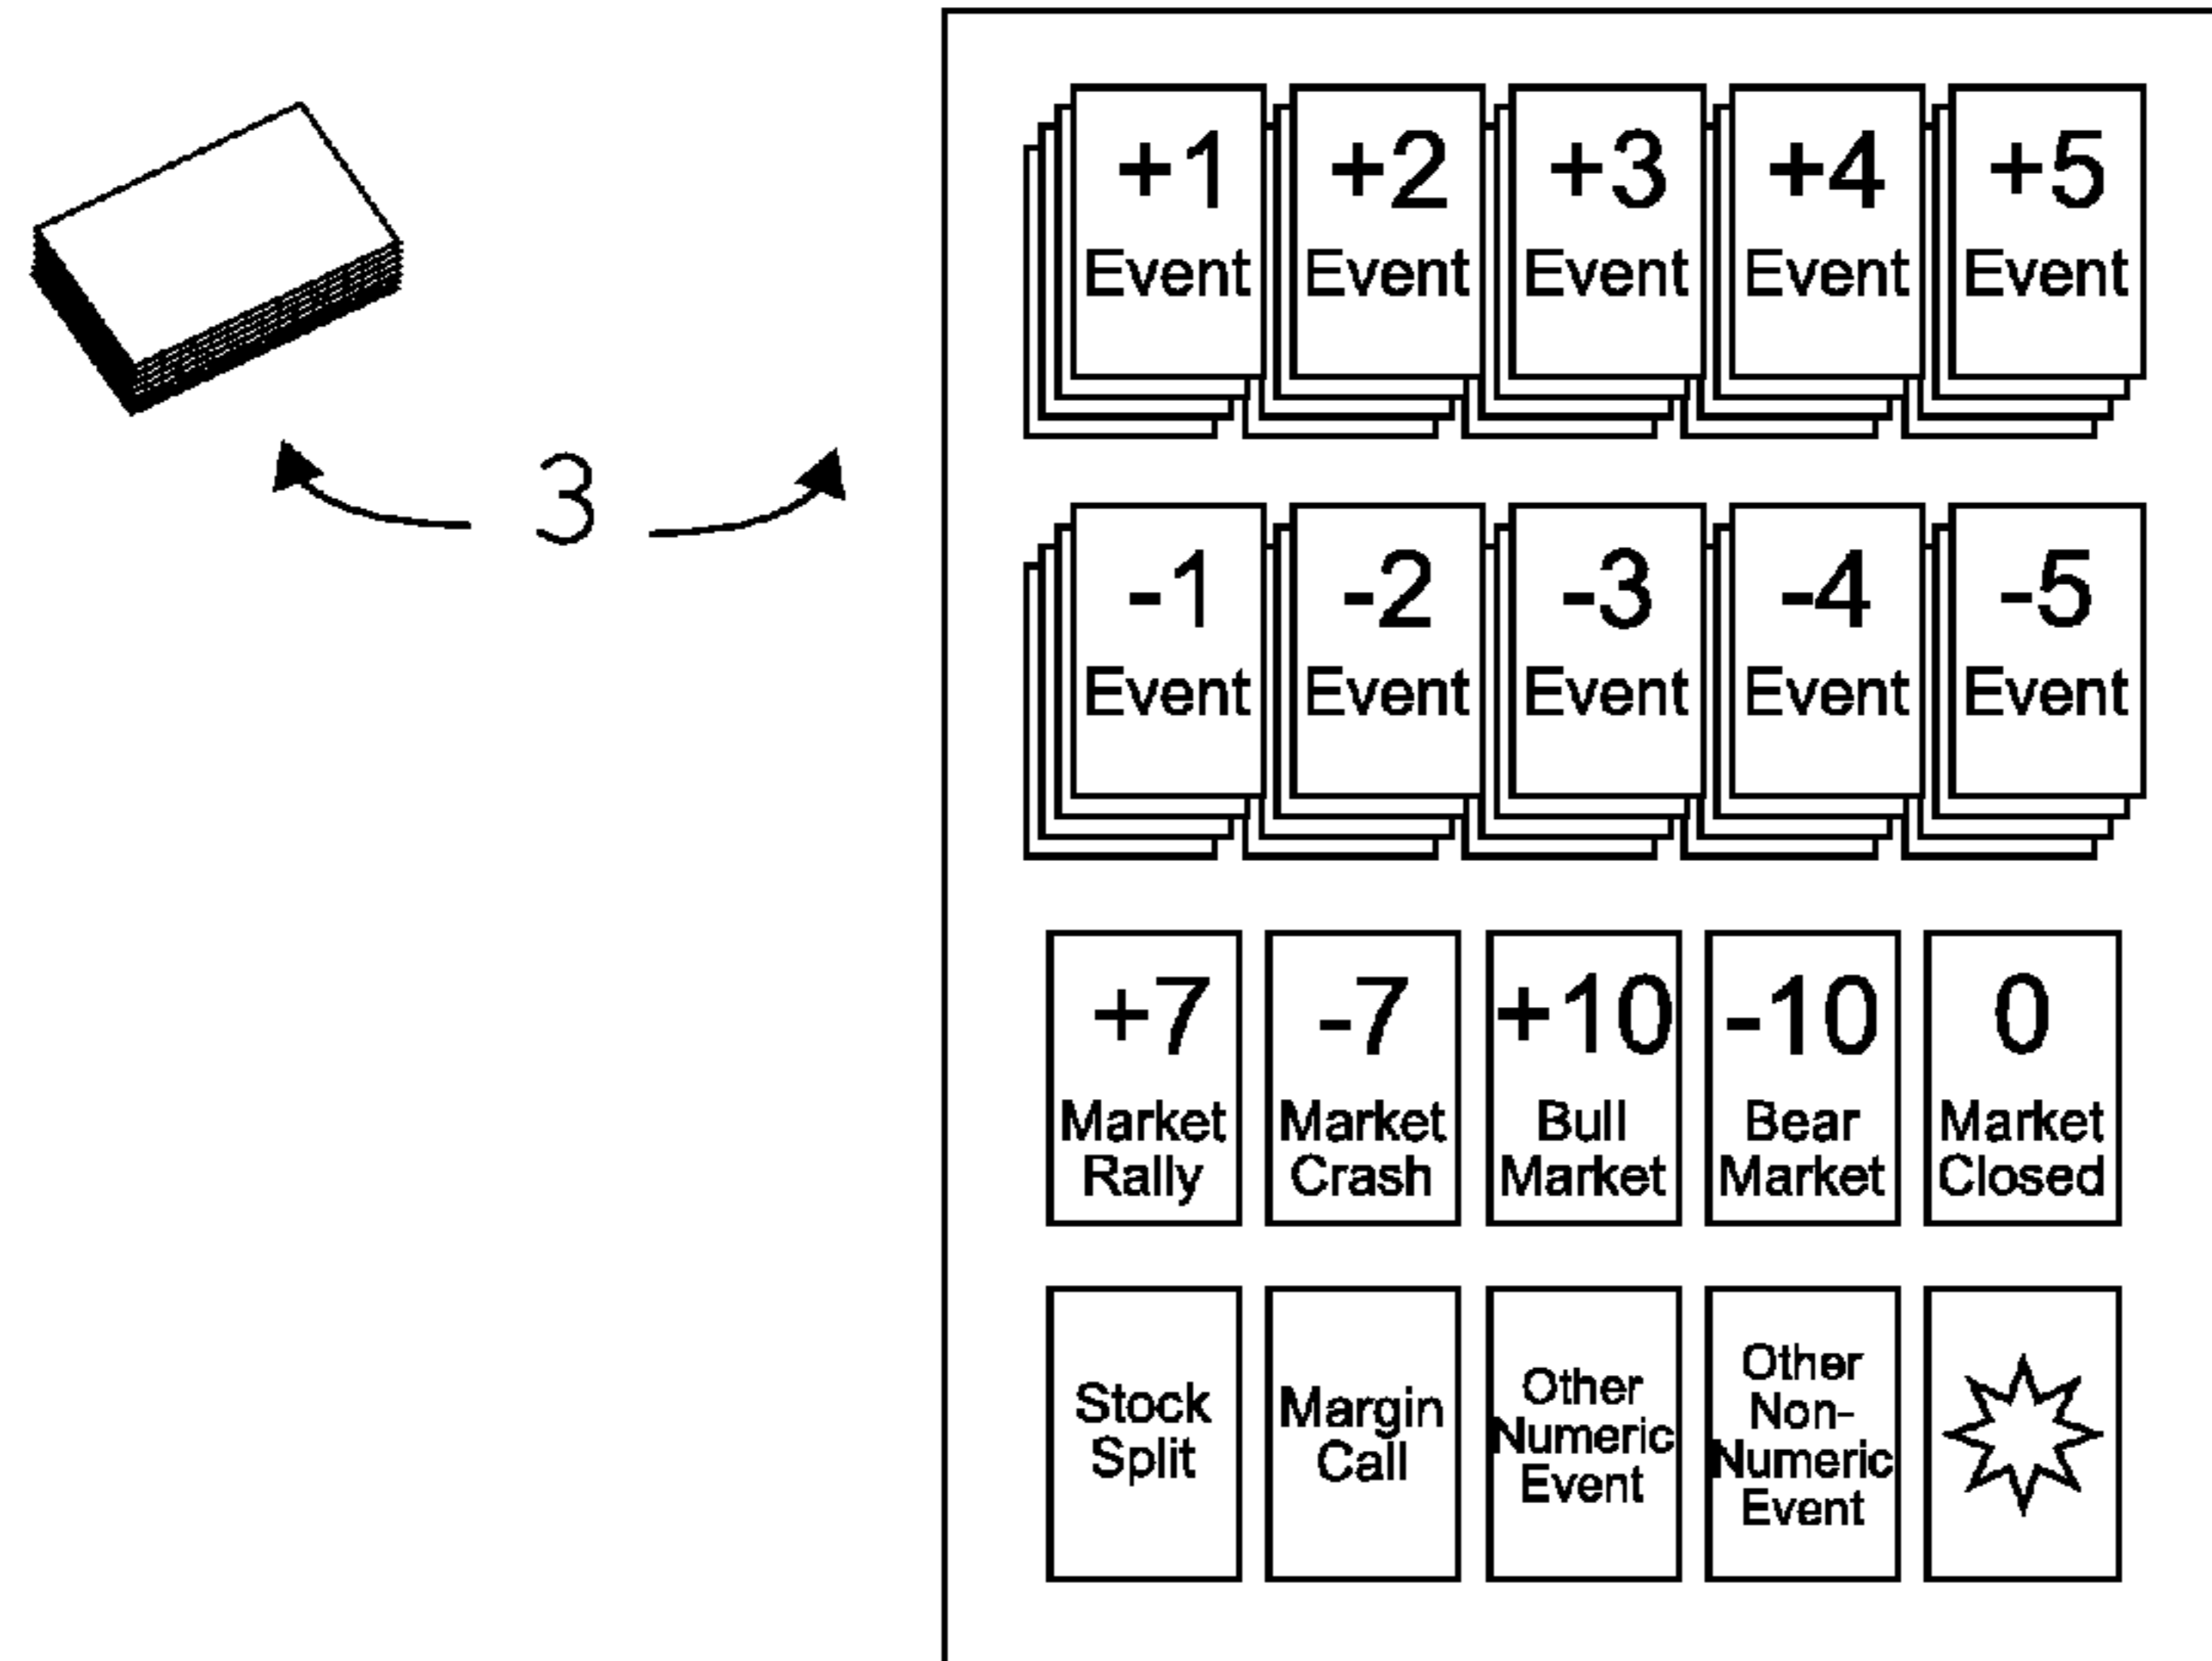 +1 +2 +3 +4 +5
Event Event Event Event Event
3
-1 -2 -3 -4 -5
Event Event Event Event Event
+7 -7 +10 -10 0
Market Market Bull Bear Market
Rally Crash Market Market Closed
Stock
Split
Margin
Call
Other
Numeric
Event
Other
Non-
Numeric
Event